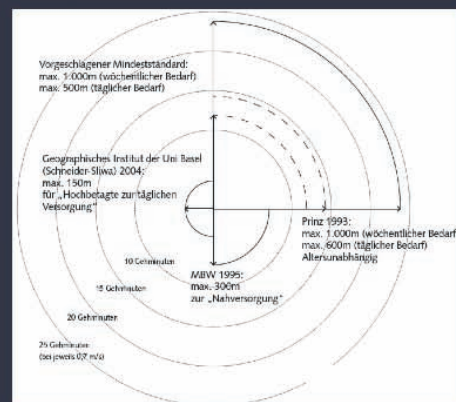 Vorgeschlagener Mindeststandard:
max. 1.000m (wöchentlicher Bedarf)
max. 500m (täglicher Bedarf)
Geographisches Institut der Uni Basel
(Schneider-Sliwa) 2004:
max. 150m
für „Hochbetagte zur täglichen
Versorgung“
Prinz 1993:
max. 1.000m (wöchentlicher Bedarf)
max. 600m (täglicher Bedarf)
Altersunabhängig
MBW 1995:
max. 300m
zur „Nahversorgung“
10 Gehminuten
15 Gehminuten
20 Gehminuten
25 Gehminuten
(bei jeweils 0,7 m/s)